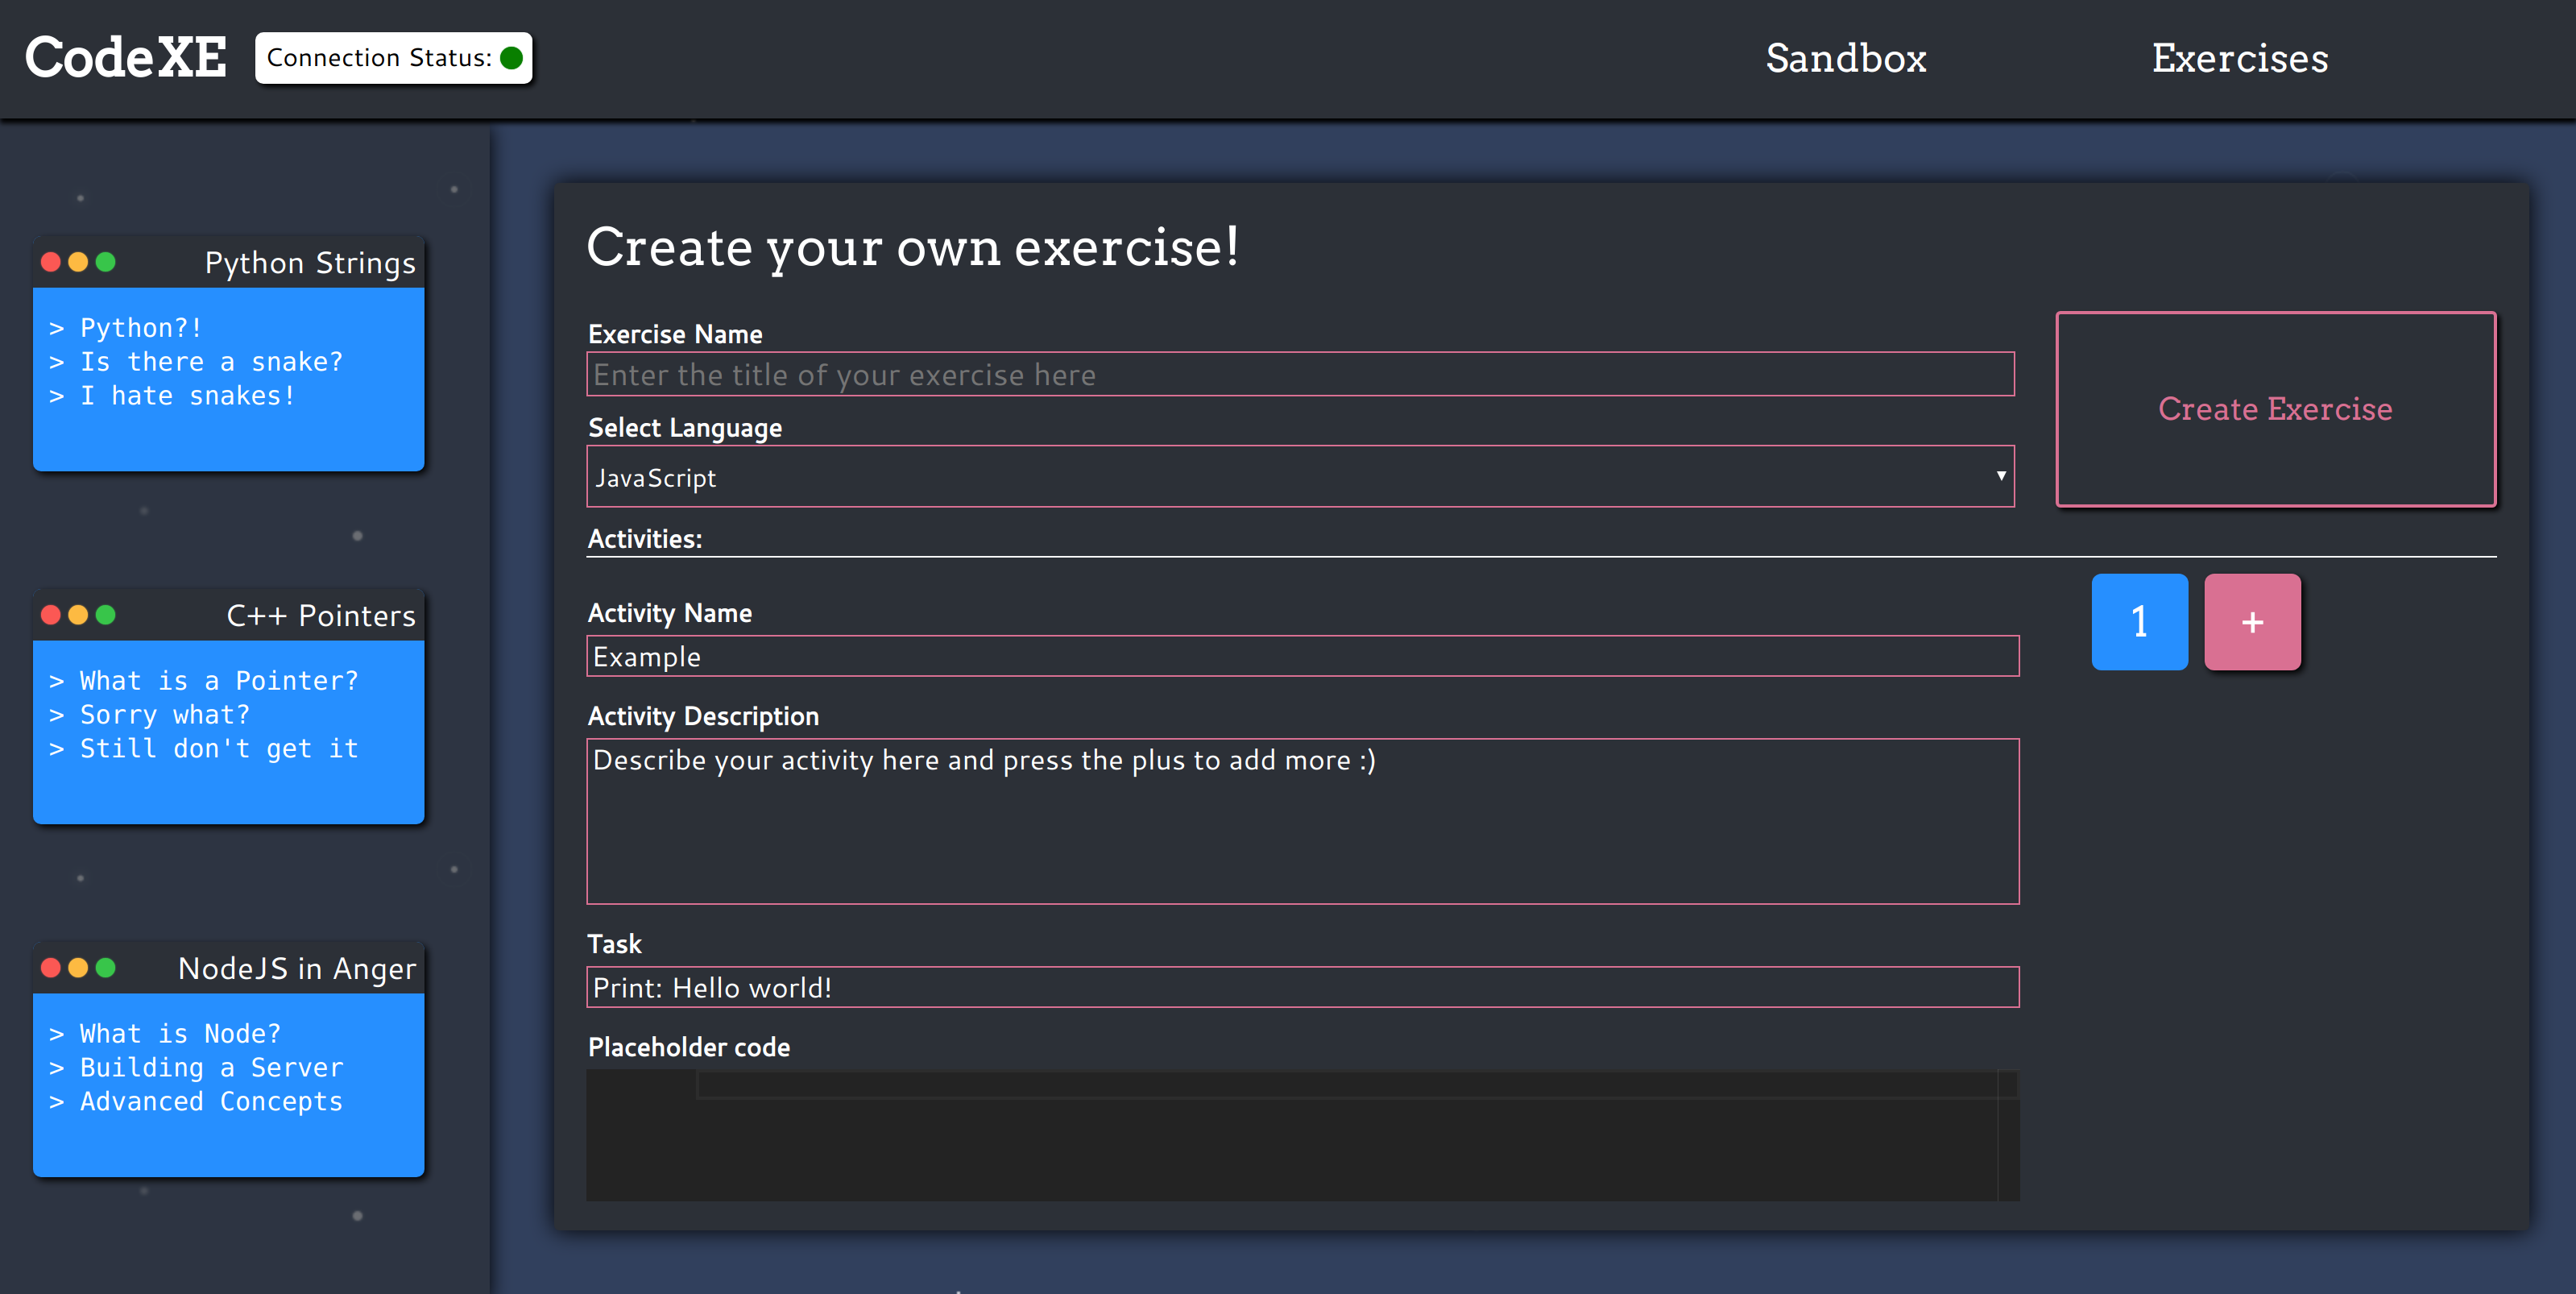 CodeXE
Connection Status:
Sandbox
Exercises
Python Strings
> Python?!
> Is there a snake?
> I hate snakes!
C++ Pointers
> What is a Pointer?
> Sorry what?
> Still don't get it
NodeJS in Anger
> What is Node?
> Building a Server
> Advanced Concepts
Create your own exercise!
Exercise Name
Enter the title of your exercise here
Select Language
JavaScript
Create Exercise
Activities:
Activity Name
Example
1
+
Activity Description
Describe your activity here and press the plus to add more :)
Task
Print: Hello world!
Placeholder code